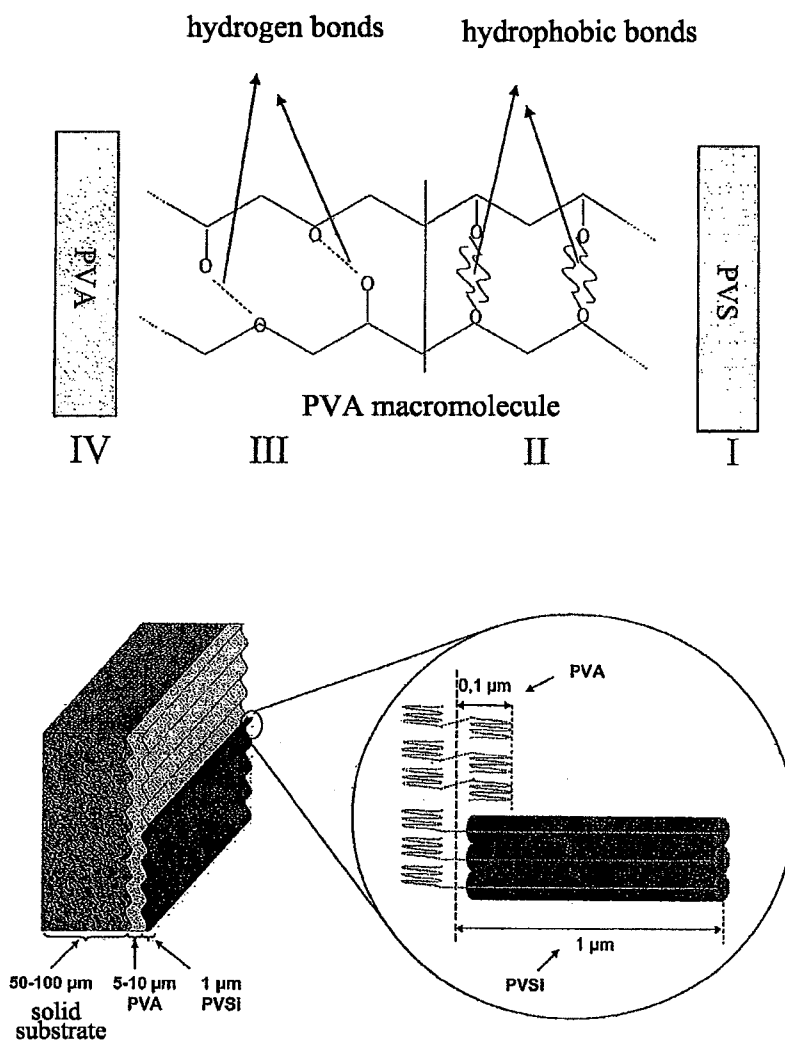 hydrogen bonds
hydrophobic bonds
O
O
O
O
O
O
O
O
PVA
PVS
PVA macromolecule
IV
III
II
I
0,1 µm
PVA
1 µm
PVSi
50-100 µm
5-10 µm
1 µm
solid
substrate
PVA
PVSi